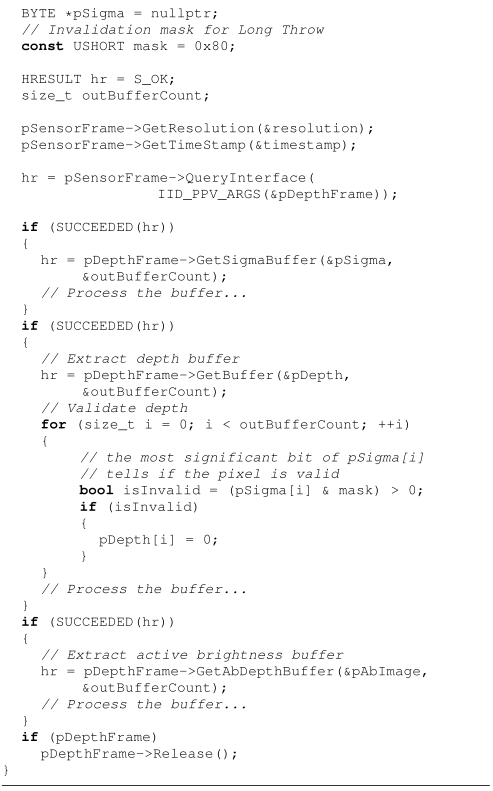 BYTE *pSigma = nullptr;
// Invalidation mask for Long Throw
const USHORT mask = 0x80;
HRESULT hr = S_OK;
size_t outBufferCount;
pSensorFrame->GetResolution(&resolution);
pSensorFrame->GetTimeStamp(&timestamp);
hr = pSensorFrame->QueryInterface(
IID_PPV_ARGS(&pDepthFrame));
if (SUCCEEDED(hr))
{
hr = pDepthFrame->GetSigmaBuffer(&pSigma,
&outBufferCount);
// Process the buffer...
}
if (SUCCEEDED(hr))
{
// Extract depth buffer
hr = pDepthFrame->GetBuffer(&pDepth,
&outBufferCount);
// Validate depth
for (size_t i = 0; i < outBufferCount; ++i)
{
// the most significant bit of pSigma[i]
// tells if the pixel is valid
bool isInvalid = (pSigma[i] & mask) > 0;
if (isInvalid)
{
pDepth[i] = 0;
}
}
// Process the buffer...
}
if (SUCCEEDED(hr))
{
// Extract active brightness buffer
hr = pDepthFrame->GetAbDepthBuffer(&pAbImage,
&outBufferCount);
// Process the buffer...
}
if (pDepthFrame)
pDepthFrame->Release();
}